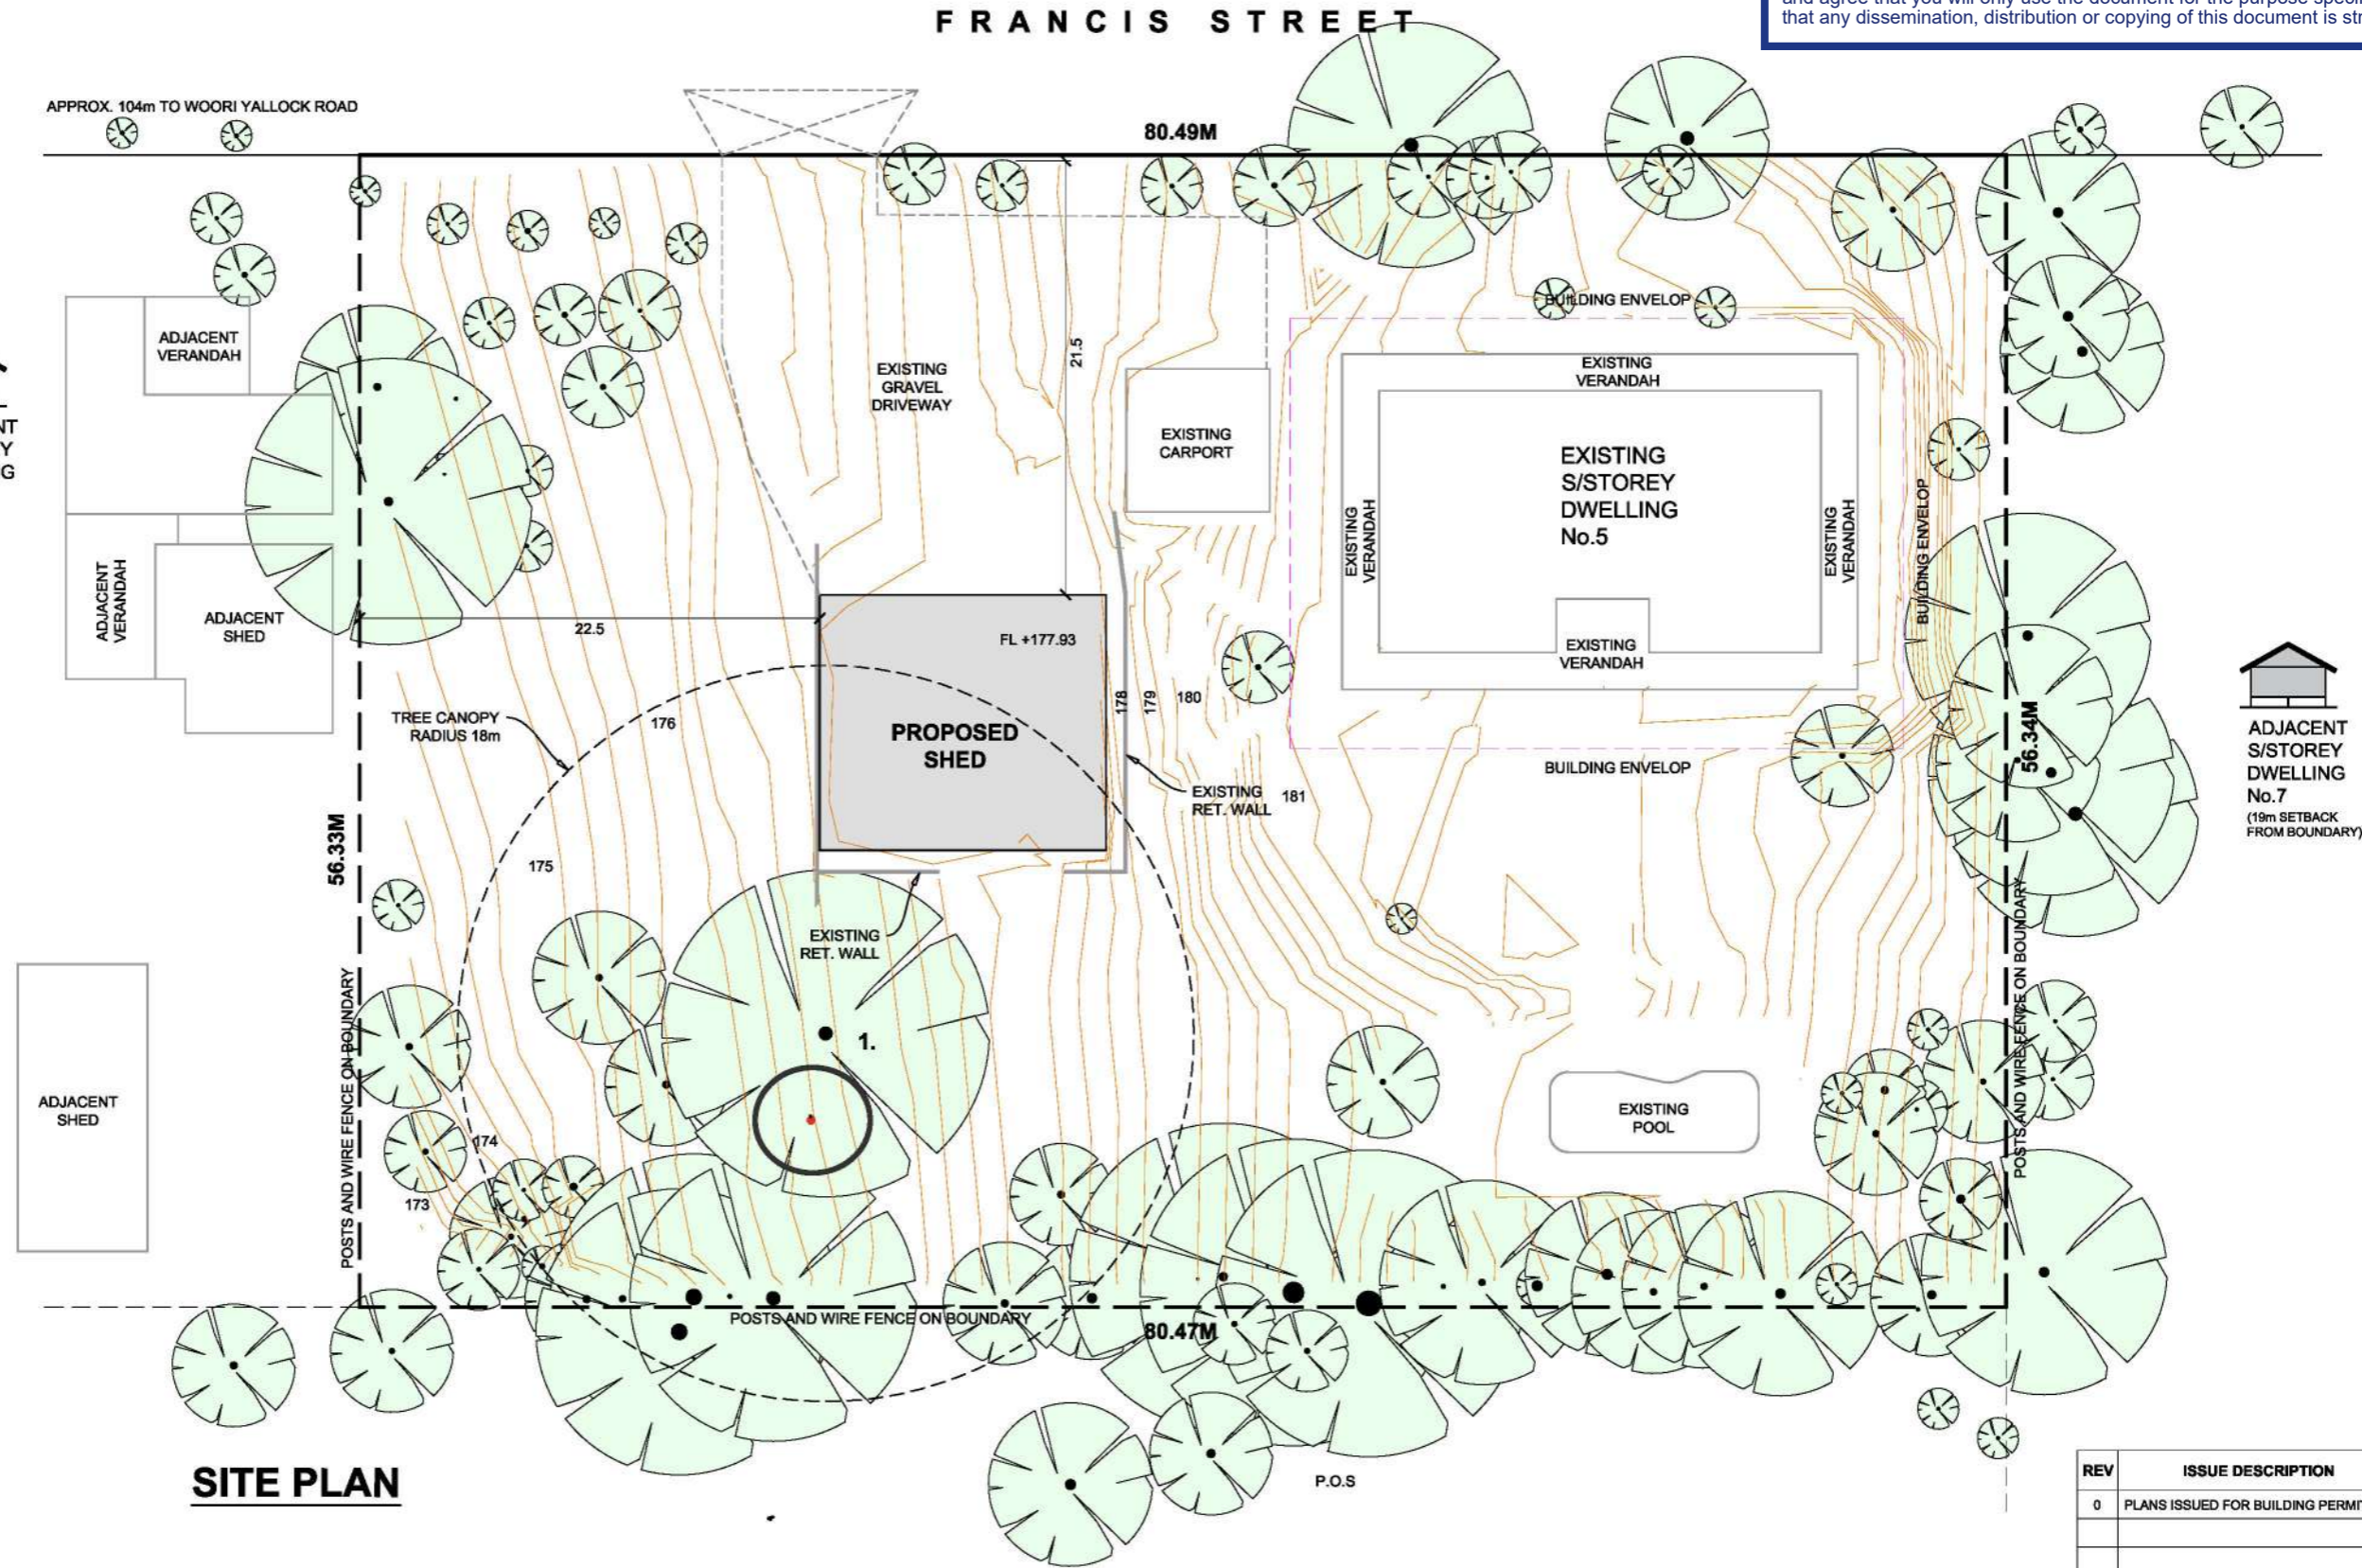 FRANCIS STREET
and agree that you will only use the document for the purpose
that any dissemination, distribution or copying of this document is
APPROX. 104m TO WOORI YALLOCK ROAD
80.49M
ADJACENT
VERANDAH
EXISTING
GRAVEL
DRIVEWAY
21.5
BUILDING ENVELOP
EXISTING
VERANDAH
EXISTING
CARPORT
EXISTING
S/STOREY
DWELLING
No.5
EXISTING
VERANDAH
EXISTING
VERANDAH
BUILDING ENVELOP
ADJACENT
VERANDAH
ADJACENT
SHED
22.5
FL +177.93
EXISTING
VERANDAH
TREE CANOPY
RADIUS 18m
176
PROPOSED
SHED
178
179
180
56.34M
ADJACENT
S/STOREY
DWELLING
No.7
(19m SETBACK
FROM BOUNDARY)
BUILDING ENVELOP
EXISTING
RET. WALL
181
56.33M
175
EXISTING
RET. WALL
POSTS AND WIRE FENCE ON BOUNDARY
POSTS AND WIRE FENCE ON BOUNDARY
1.
ADJACENT
SHED
EXISTING
POOL
174
173
POSTS AND WIRE FENCE ON BOUNDARY
80.47M
SITE PLAN
P.O.S
REV ISSUE DESCRIPTION
0 PLANS ISSUED FOR BUILDING